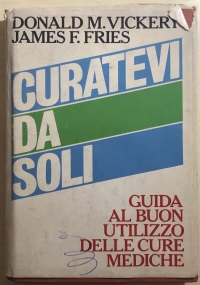 DONALD M. VICKERY
JAMES F. FRIES
CURATEVI
DA
SOLI
GUIDA
AL BUON
UTILIZZO
DELLE CURE
MEDICHE